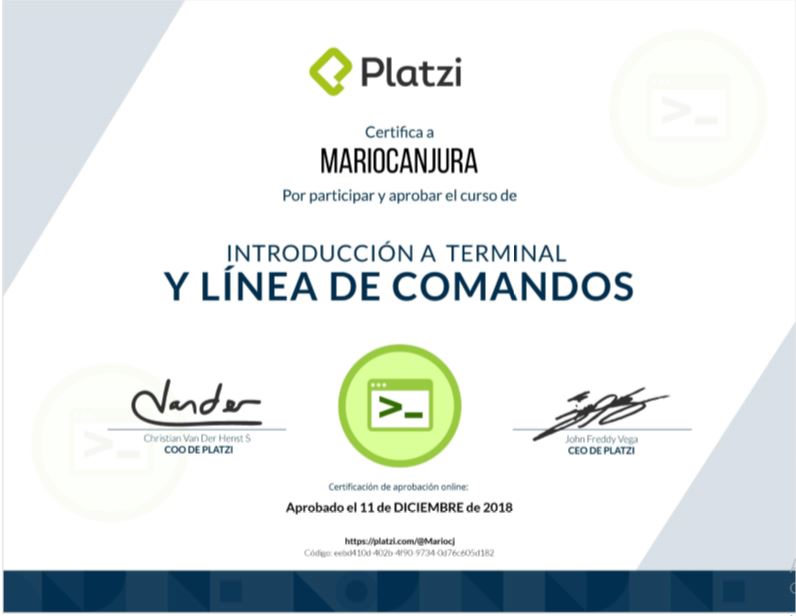 Platzi
Certifica a
MARIOCANJURA
Por participar y aprobar el curso de
INTRODUCCIÓN A TERMINAL
Y LÍNEA DE COMANDOS
Vander
Christian Van Der Henst S
COO DE PLATZI
John Freddy Vega
CEO DE PLATZI
Certificación de aprobación online:
Aprobado el 11 de DICIEMBRE de 2018
https://platzi.com/@Mariocj
Código: eebd410d-402b-4f90-9734-0d76c605d182